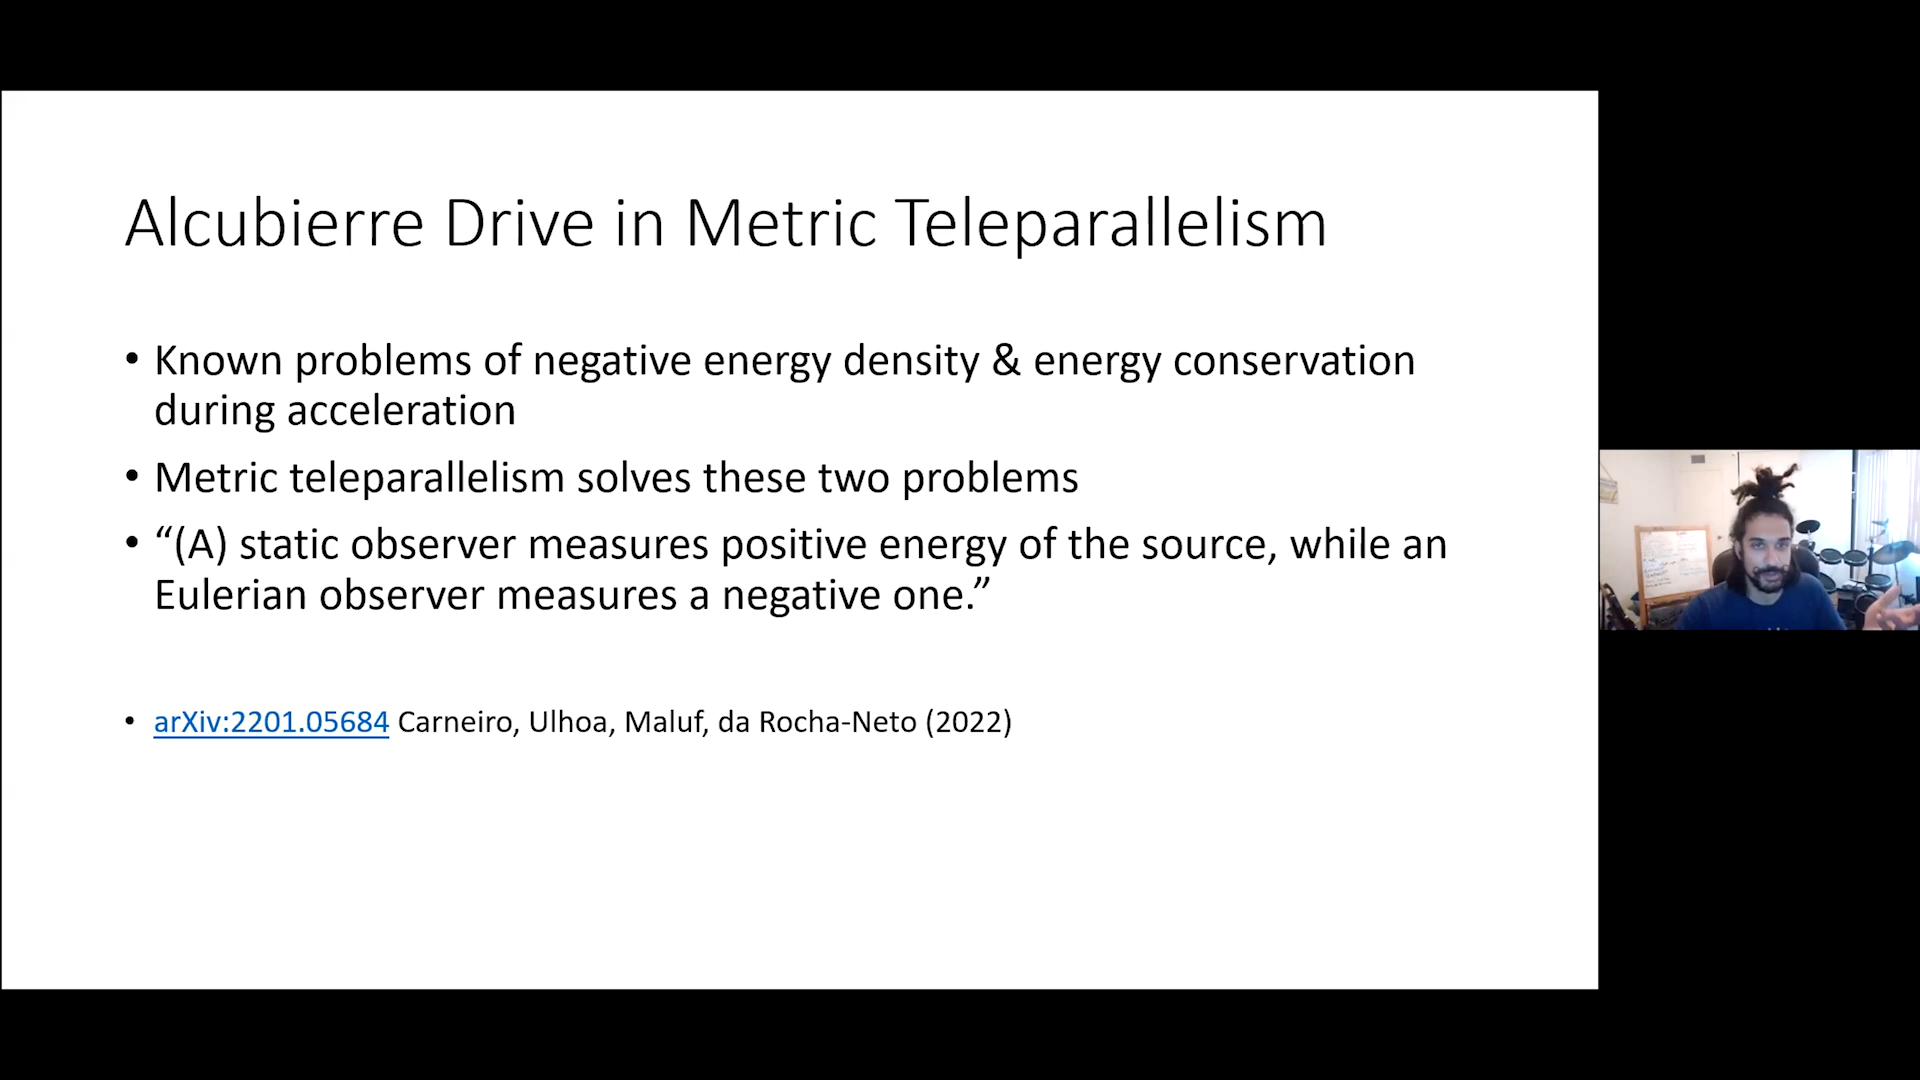 Alcubierre Drive in Metric Teleparallelism
• Known problems of negative energy density & energy conservation
during acceleration
• Metric teleparallelism solves these two problems
• “(A) static observer measures positive energy of the source, while an
Eulerian observer measures a negative one.”
• arXiv:2201.05684 Carneiro, Ulhoa, Maluf, da Rocha-Neto (2022)